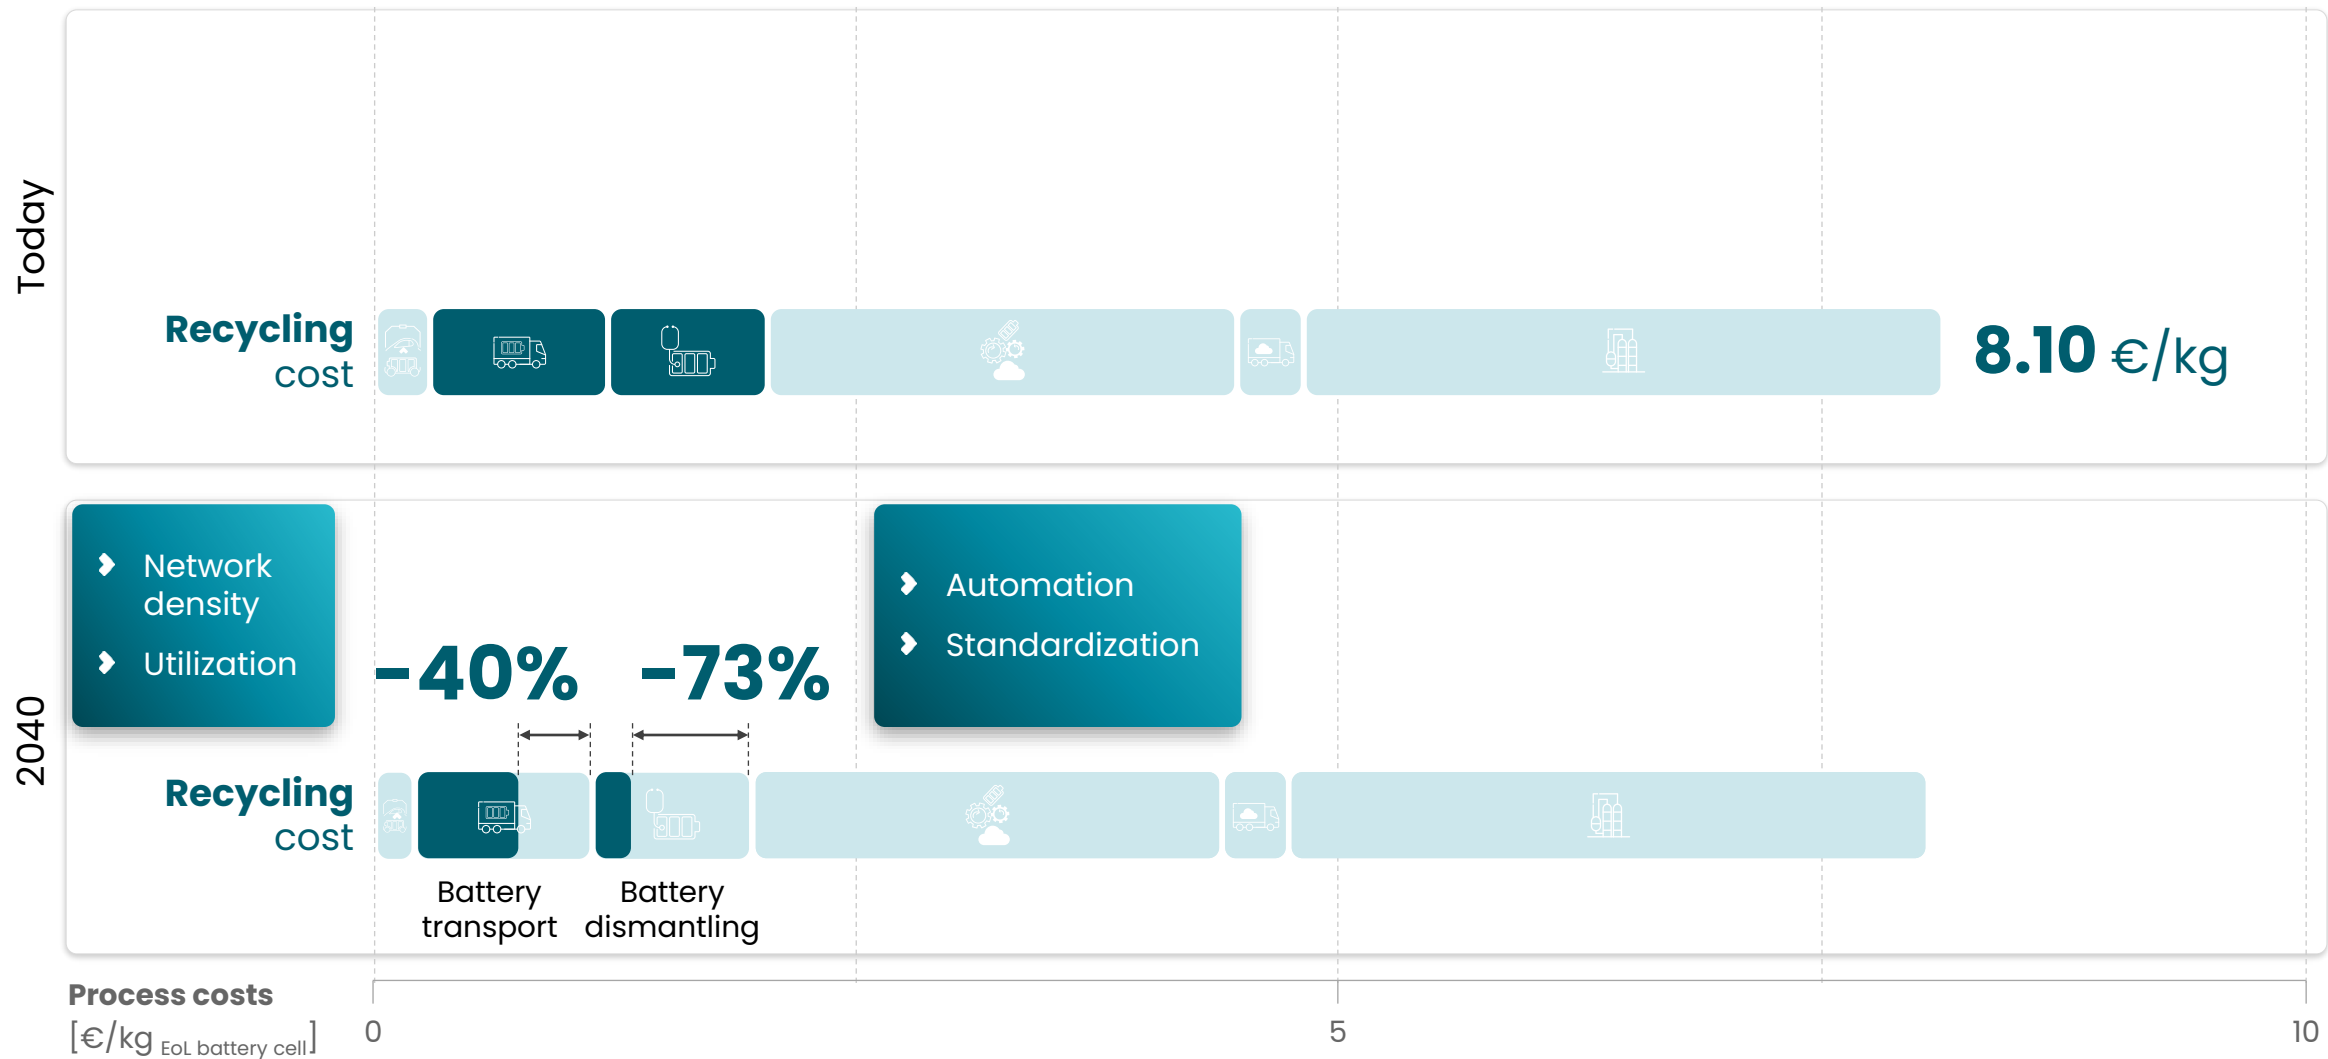 Today
Recycling
cost
8.10 €/kg
2040
Network
density
Utilization
-40%
-73%
Automation
Standardization
Recycling
cost
Battery
transport
Battery
dismantling
Process costs
[€/kg EoL battery cell]
0
5
10